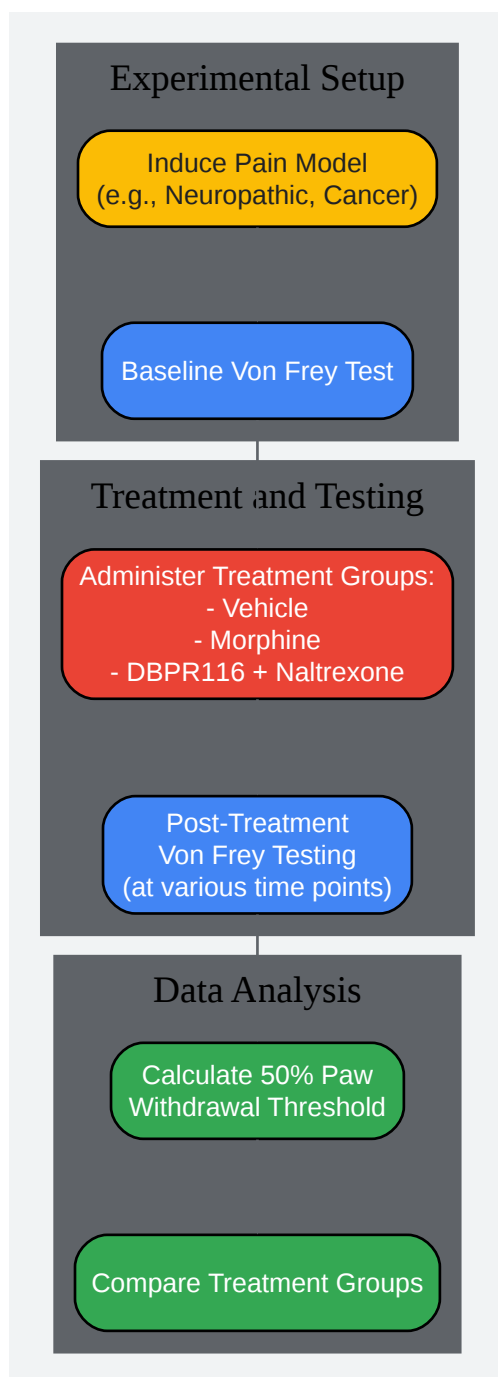 Experimental Setup
Induce Pain Model
(e.g., Neuropathic, Cancer)
Baseline Von Frey Test
Treatment and Testing
Administer Treatment Groups:
- Vehicle
- Morphine
- DBPR116 + Naltrexone
Post-Treatment
Von Frey Testing
(at various time points)
Data Analysis
Calculate 50% Paw
Withdrawal Threshold
Compare Treatment Groups